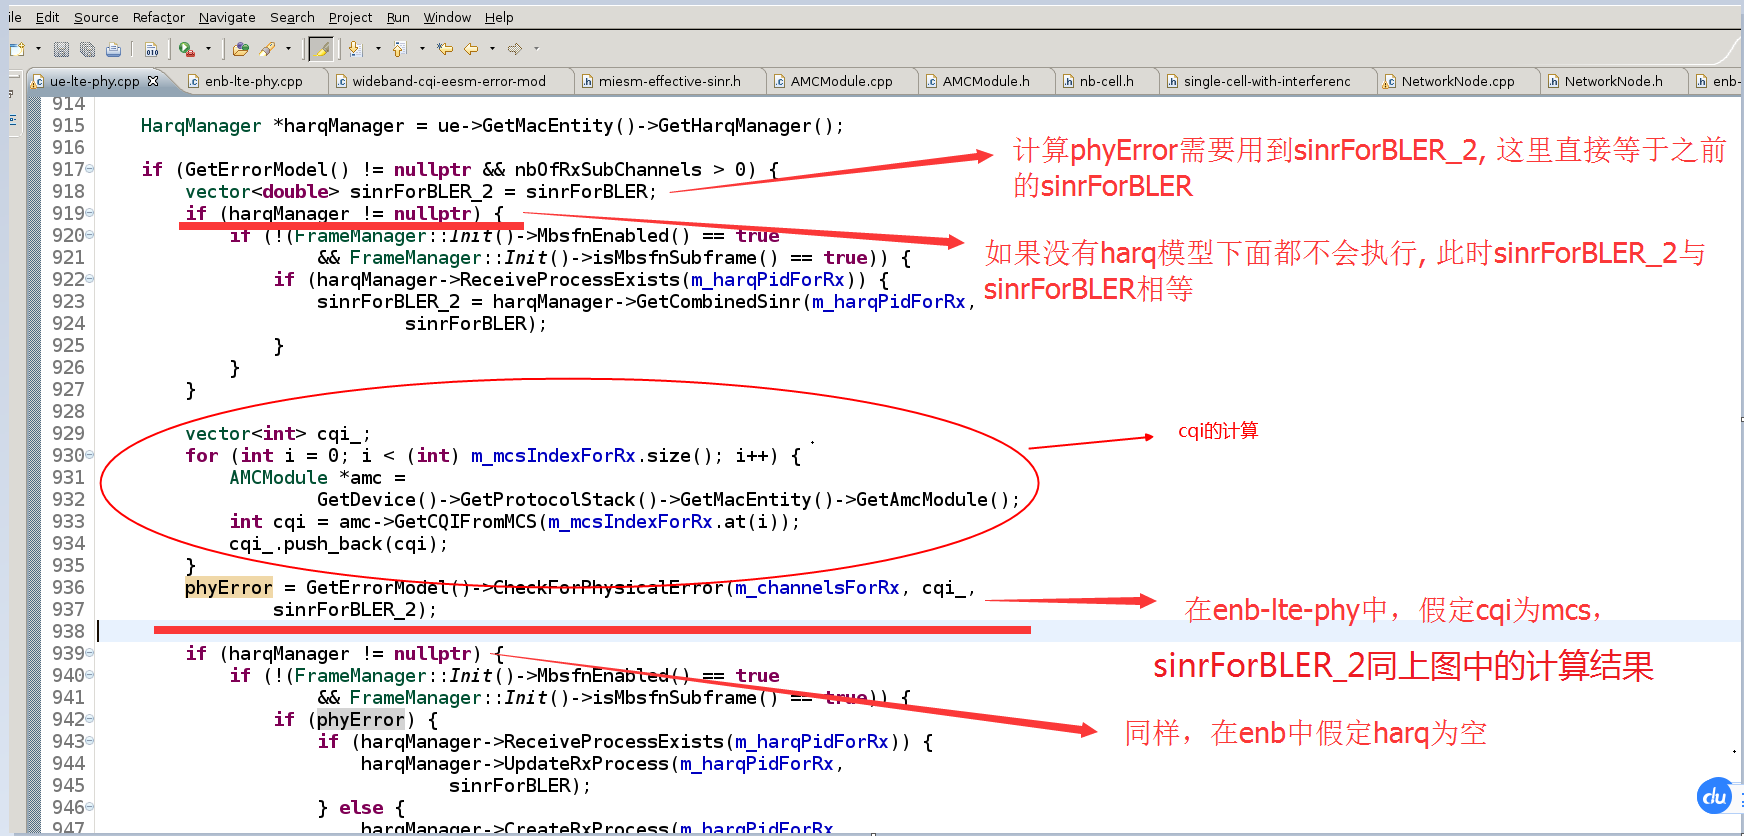 ile Edit Source Refactor Navigate Search Project Run Window Help
ue-lte-phy.cpp enb-lte-phy.cpp wideband-cqi-eesm-error-mod miesm-effective-sinr.h AMCModule.cpp AMCModule.h nb-cell.h single-cell-with-interferenc NetworkNode.cpp NetworkNode.h enb-
914
915 HarqManager *harqManager = ue->GetMacEntity()->GetHarqManager();
916
917 if (GetErrorModel() != nullptr && nbOfRxSubChannels > 0) {
918 vector<double> sinrForBLER_2 = sinrForBLER;
919 if (harqManager != nullptr) {
920 if (!(FrameManager::Init()->MbsfnEnabled() == true
921 && FrameManager::Init()->isMbsfnSubframe() == true)) {
922 if (harqManager->ReceiveProcessExists(m_harqPidForRx)) {
923 sinrForBLER_2 = harqManager->GetCombinedSinr(m_harqPidForRx,
924 sinrForBLER);
925 }
926 }
927 }
928
929 vector<int> cqi_;
930 for (int i = 0; i < (int) m_mcsIndexForRx.size(); i++) {
931 AMCModule *amc =
932 GetDevice()->GetProtocolStack()->GetMacEntity()->GetAmcModule();
933 int cqi = amc->GetCQIFromMCS(m_mcsIndexForRx.at(i));
934 cqi_.push_back(cqi);
935 }
936 phyError = GetErrorModel()->CheckForPhysicalError(m_channelsForRx, cqi_,
937 sinrForBLER_2);
938
939 if (harqManager != nullptr) {
940 if (!(FrameManager::Init()->MbsfnEnabled() == true
941 && FrameManager::Init()->isMbsfnSubframe() == true)) {
942 if (phyError) {
943 if (harqManager->ReceiveProcessExists(m_harqPidForRx)) {
944 harqManager->UpdateRxProcess(m_harqPidForRx,
945 sinrForBLER);
946 } else {
947 harqManager->CreateRxProcess(m_harqPidForRx,
计算phyError需要用到sinrForBLER_2, 这里直接等于之前
的sinrForBLER
如果没有harq模型下面都不会执行, 此时sinrForBLER_2与
sinrForBLER相等
cqi的计算
在enb-lte-phy中，假定cqi为mcs，
sinrForBLER_2同上图中的计算结果
同样，在enb中假定harq为空
du